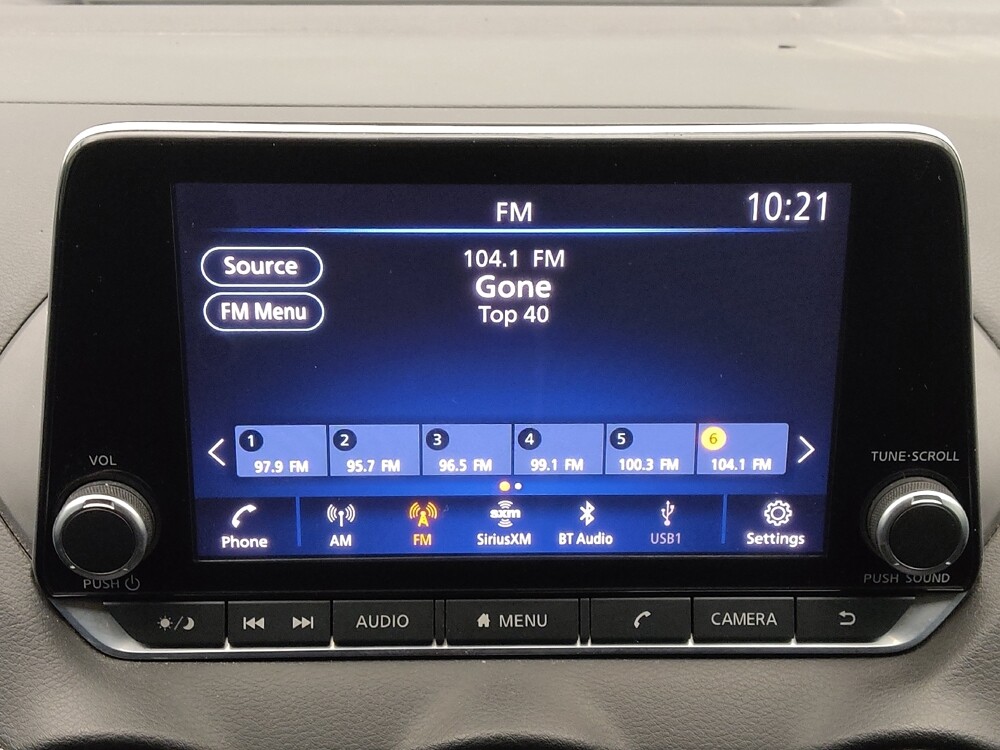 FM
10:21
Source
104.1 FM
Gone
FM Menu
Top 40
1 2 3 4 5 6
97.9 FM 95.7 FM 96.5 FM 99.1 FM 100.3 FM 104.1 FM
VOL
TUNE·SCROLL
sxm
Phone AM FM SiriusXM BT Audio USB1 Settings
PUSH
PUSH SOUND
AUDIO MENU CAMERA